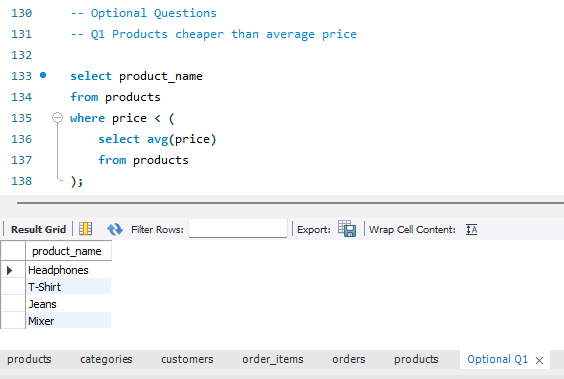 130 -- Optional Questions
131 -- Q1 Products cheaper than average price
132
133 select product_name
134 from products
135 where price < (
136 select avg(price)
137 from products
138 );
Result Grid Filter Rows: Export: Wrap Cell Content: IA
product_name
Headphones
T-Shirt
Jeans
Mixer
products categories customers order_items orders products Optional Q1 ×